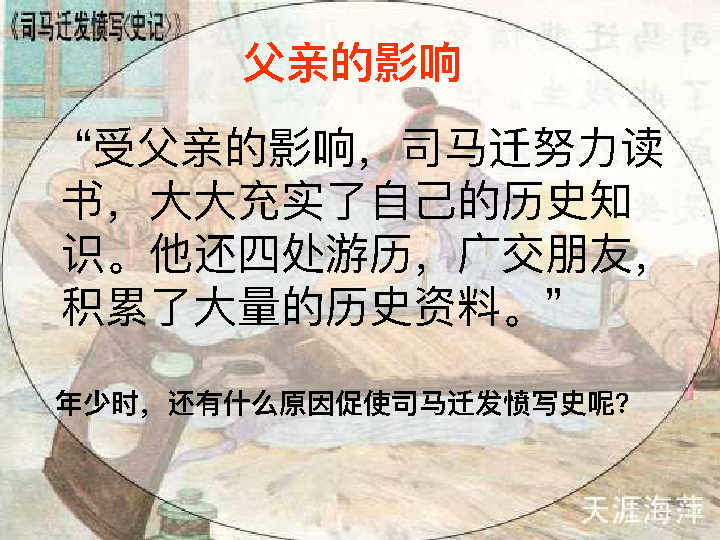 《司马迁发愤写《史记》》
父亲的影响
“受父亲的影响，司马迁努力读
书，大大充实了自己的历史知
识。他还四处游历，广交朋友，
积累了大量的历史资料。”
年少时，还有什么原因促使司马迁发愤写史呢?
天涯海萍